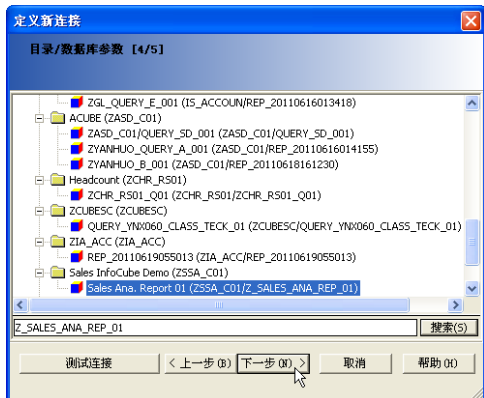 定义新连接
目录/数据库参数 [4/5]
ZGL_QUERY_E_001 (IS_ACCOUN/REP_20110616013418)
ACUBE (ZASD_C01)
ZASD_C01/QUERY_SD_001 (ZASD_C01/QUERY_SD_001)
ZYANHUO_QUERY_A_001 (ZASD_C01/REP_20110616014155)
ZYANHUO_B_001 (ZASD_C01/REP_20110618161230)
Headcount (ZCHR_RS01)
ZCHR_RS01_Q01 (ZCHR_RS01/ZCHR_RS01_Q01)
ZCUBESC (ZCUBESC)
QUERY_YNX060_CLASS_TECK_01 (ZCUBESC/QUERY_YNX060_CLASS_TECK_01)
ZIA_ACC (ZIA_ACC)
REP_20110619055013 (ZIA_ACC/REP_20110619055013)
Sales InfoCube Demo (ZSSA_C01)
Sales Ana. Report 01 (ZSSA_C01/Z_SALES_ANA_REP_01)
Z_SALES_ANA_REP_01 搜索(S)
测试连接 < 上一步(B) 下一步(N) > 取消 帮助(H)